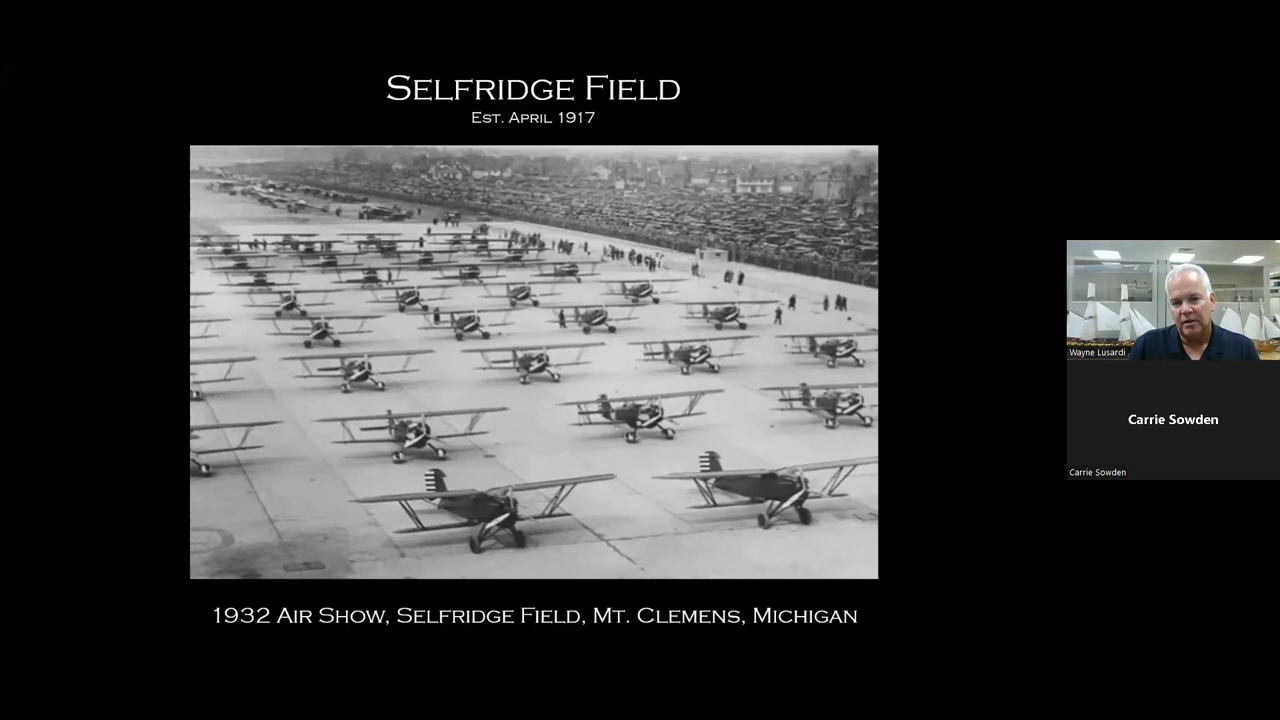 Selfridge Field
Est. April 1917
1932 Air Show, Selfridge Field, Mt. Clemens, Michigan
Wayne Lusardi
Carrie Sowden
Carrie Sowden